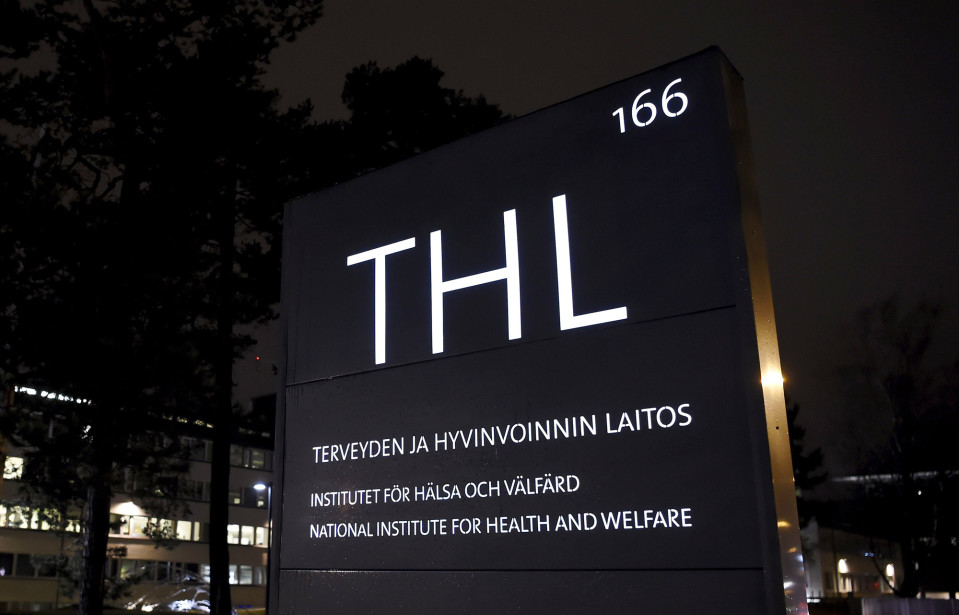 166
THL
TERVEYDEN JA HYVINVOINNIN LAITOS
INSTITUTET FÖR HÄLSA OCH VÄLFÄRD
NATIONAL INSTITUTE FOR HEALTH AND WELFARE